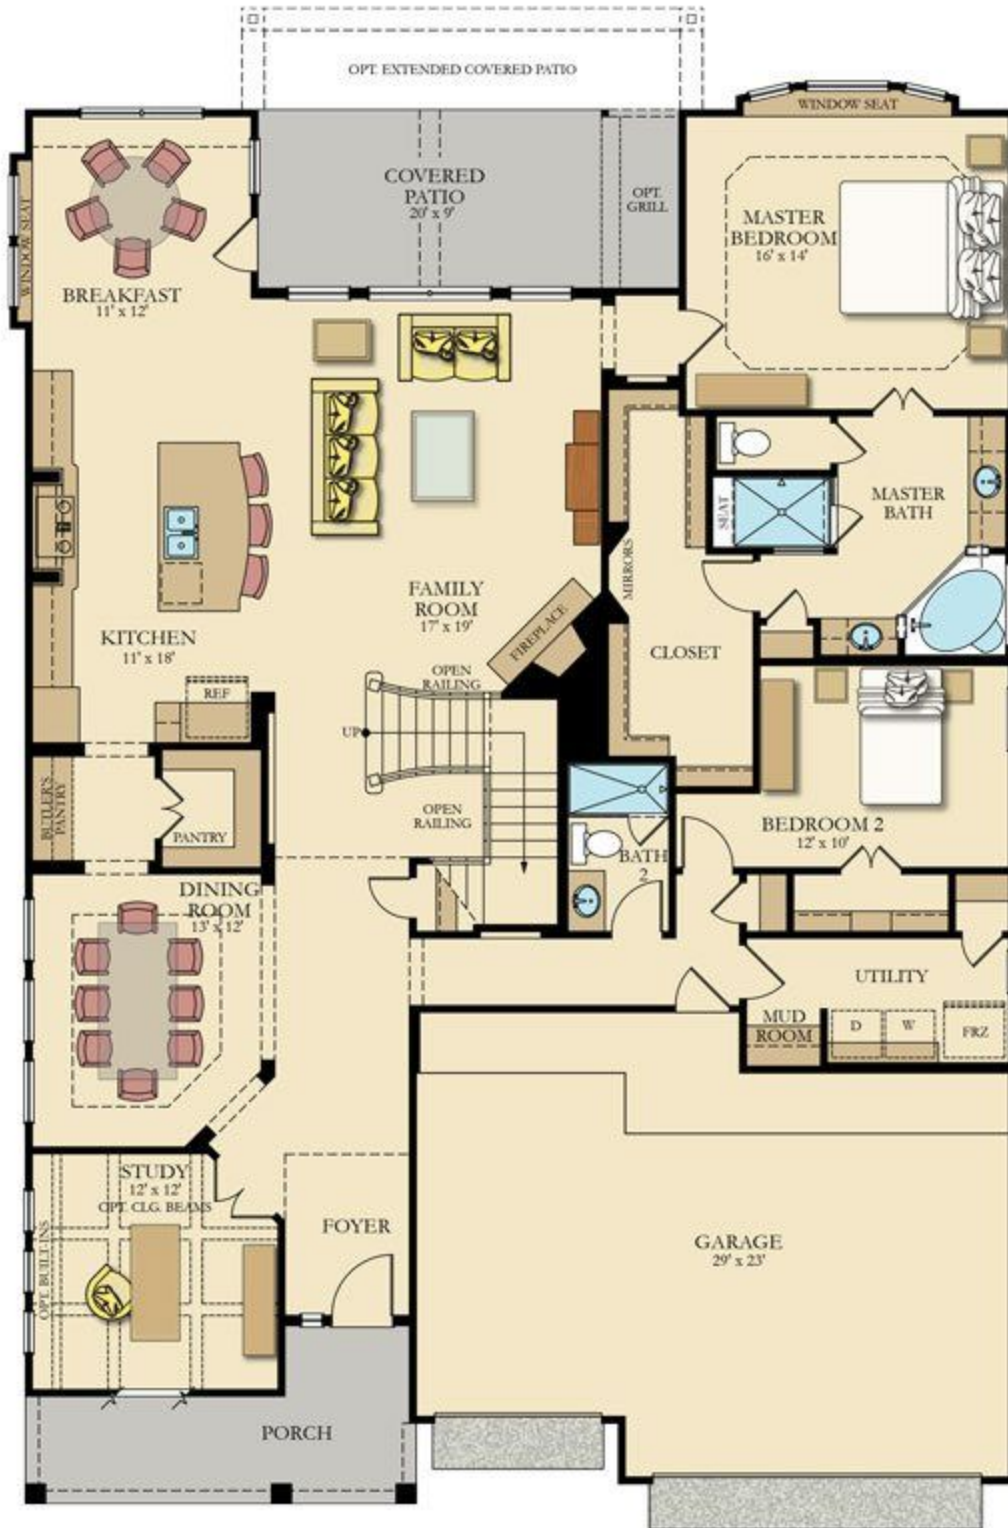 OPT. EXTENDED COVERED PATIO
WINDOW SEAT
COVERED
PATIO
20' x 9'
OPT.
GRILL
MASTER
BEDROOM
16' x 14'
WINDOW SEAT
BREAKFAST
11' x 12'
SEAT
MASTER
BATH
MIRRORS
FAMILY
ROOM
17' x 19'
FIREPLACE
KITCHEN
11' x 18'
CLOSET
OPEN
RAILING
REF
UP
BUTLER'S
PANTRY
PANTRY
OPEN
RAILING
BEDROOM 2
12' x 10'
BATH
2
DINING
ROOM
13' x 12'
UTILITY
MUD
ROOM
D
W
FRZ
STUDY
12' x 12'
OPT. CLG. BEAMS
OPT. BUILT-INS
FOYER
GARAGE
29' x 23'
PORCH